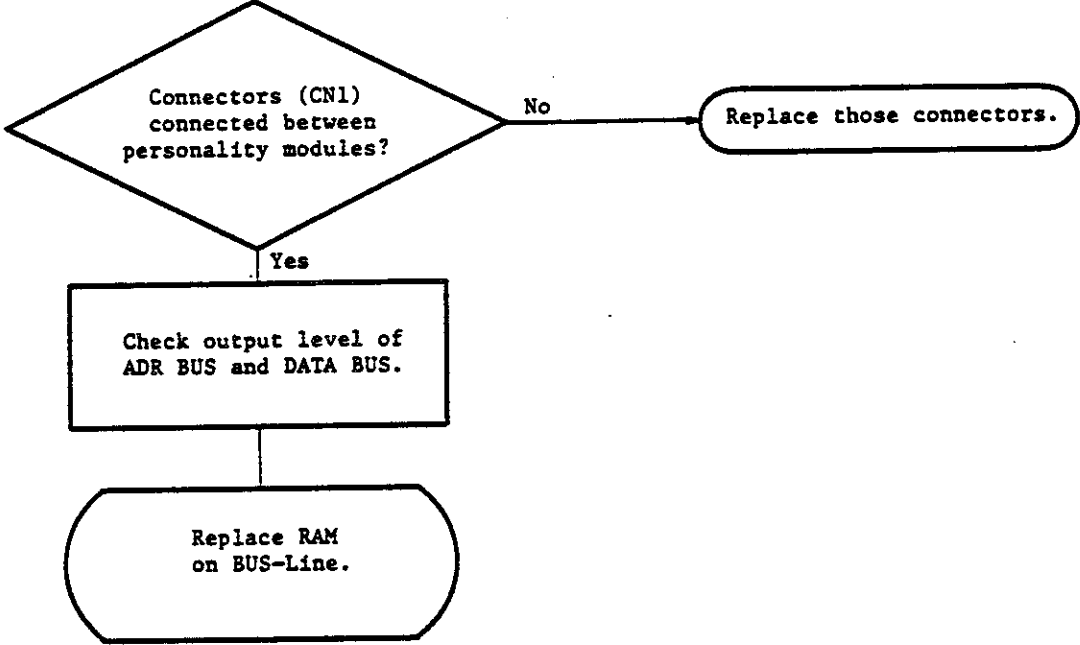 Connectors (CN1)
connected between
personality modules?
No
Replace those connectors.
Yes
Check output level of
ADR BUS and DATA BUS.
Replace RAM
on BUS-Line.